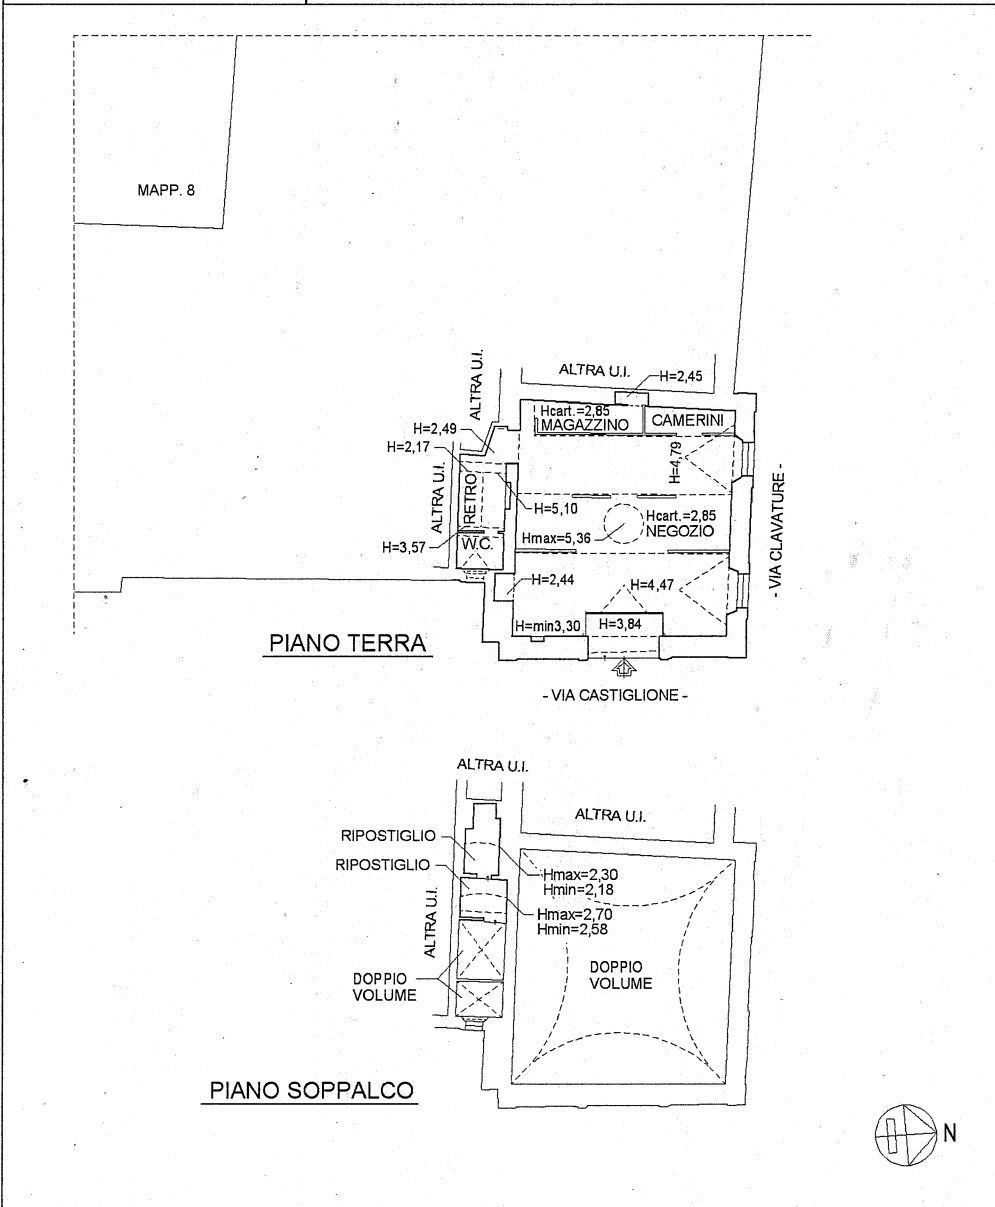 MAPP. 8
ALTRA U.I.
ALTRA U.I.
H=2,45
Hcart.=2,85
MAGAZZINO
CAMERINI
H=2,49
H=2,17
ALTRA U.I.
RETRO
H=4,79
H=5,10
Hcart.=2,85
NEGOZIO
Hmax=5,36
H=3,57
W.C.
- VIA CLAVATURE -
H=2,44
H=4,47
H=min3,30
H=3,84
PIANO TERRA
- VIA CASTIGLIONE -
ALTRA U.I.
ALTRA U.I.
RIPOSTIGLIO
RIPOSTIGLIO
Hmax=2,30
Hmin=2,18
ALTRA U.I.
Hmax=2,70
Hmin=2,58
DOPPIO
VOLUME
DOPPIO
VOLUME
PIANO SOPPALCO
N